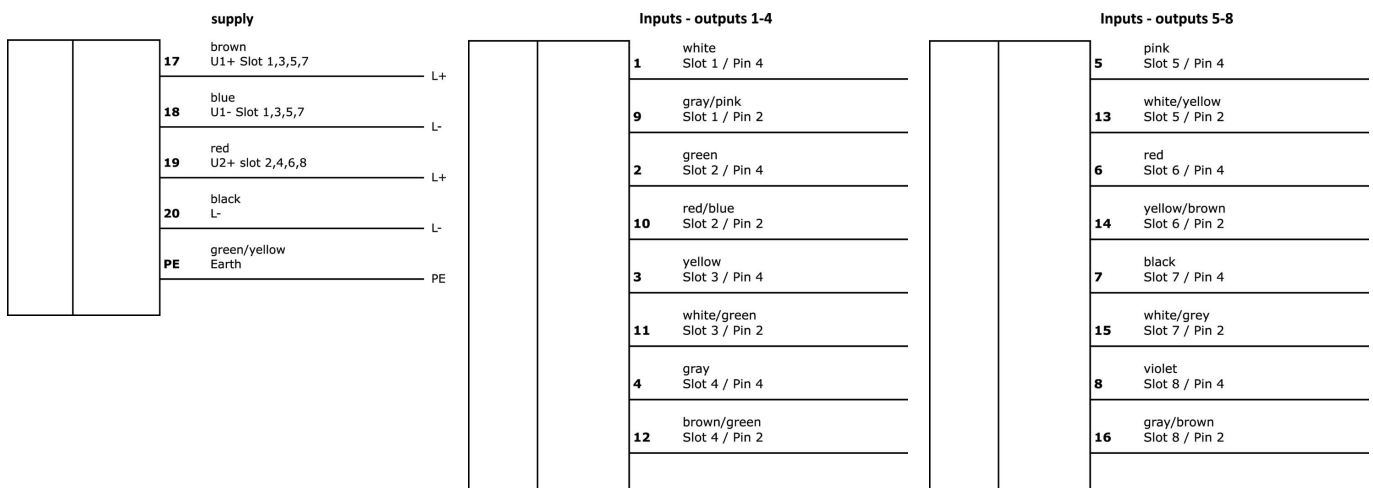 supply
brown
17 U1+ Slot 1,3,5,7
L+
blue
18 U1- Slot 1,3,5,7
L-
red
19 U2+ slot 2,4,6,8
L+
black
20 L-
L-
green/yellow
PE Earth
PE
Inputs - outputs 1-4
white
1 Slot 1 / Pin 4
gray/pink
9 Slot 1 / Pin 2
green
2 Slot 2 / Pin 4
red/blue
10 Slot 2 / Pin 2
yellow
3 Slot 3 / Pin 4
white/green
11 Slot 3 / Pin 2
gray
4 Slot 4 / Pin 4
brown/green
12 Slot 4 / Pin 2
Inputs - outputs 5-8
pink
5 Slot 5 / Pin 4
white/yellow
13 Slot 5 / Pin 2
red
6 Slot 6 / Pin 4
yellow/brown
14 Slot 6 / Pin 2
black
7 Slot 7 / Pin 4
white/grey
15 Slot 7 / Pin 2
violet
8 Slot 8 / Pin 4
gray/brown
16 Slot 8 / Pin 2